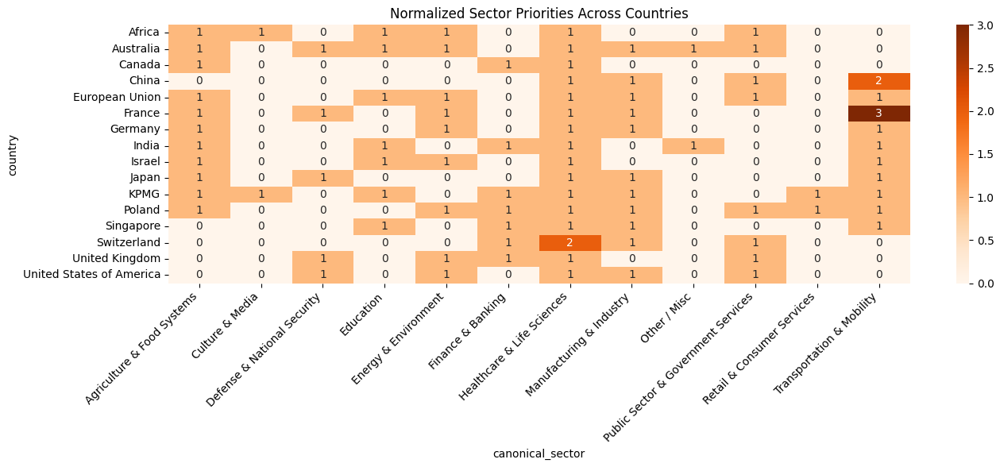 Normalized Sector Priorities Across Countries
Africa 1 1 0 1 1 0 1 0 0 1 0 0
Australia 1 0 1 1 1 0 1 1 1 1 0 0
Canada 1 0 0 0 0 1 1 0 0 0 0 0
China 0 0 0 0 0 0 1 1 0 1 0 2
European Union 1 0 0 1 1 0 1 1 0 1 0 1
France 1 0 1 0 1 0 1 1 0 0 0 3
Germany 1 0 0 0 1 0 1 1 0 0 0 1
India 1 0 0 1 0 1 1 0 1 0 0 1
Israel 1 0 0 1 1 0 1 0 0 0 0 1
Japan 1 0 1 0 0 0 1 1 0 0 0 1
KPMG 1 1 0 1 0 1 1 1 0 0 1 1
Poland 1 0 0 0 1 1 1 1 0 1 1 1
Singapore 0 0 0 1 0 1 1 1 0 0 0 1
Switzerland 0 0 0 0 0 1 2 1 0 1 0 0
United Kingdom 0 0 1 0 1 1 1 0 0 1 0 0
United States of America 0 0 1 0 1 0 1 1 0 1 0 0
country
Agriculture & Food Systems
Culture & Media
Defense & National Security
Education
Energy & Environment
Finance & Banking
Healthcare & Life Sciences
Manufacturing & Industry
Other / Misc
Public Sector & Government Services
Retail & Consumer Services
Transportation & Mobility
canonical_sector
3.0
2.5
2.0
1.5
1.0
0.5
0.0